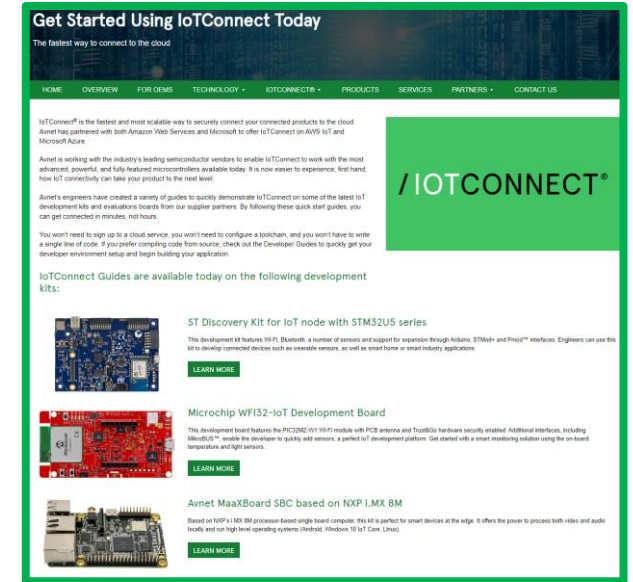 Get Started Using IoTConnect Today
The fastest way to connect to the cloud
HOME OVERVIEW FOR OEMS TECHNOLOGY IOTCONNECT® PRODUCTS SERVICES PARTNERS CONTACT US
IoTConnect® is the fastest and most scalable way to securely connect your connected products to the cloud.
Avnet has partnered with both Amazon Web Services and Microsoft to offer IoTConnect on AWS IoT and
Microsoft Azure.
Avnet is working with the industry's leading semiconductor vendors to enable IoTConnect to work with the most
advanced, powerful, and fully-featured microcontrollers available today. It is now easier to experience, first hand,
how IoT connectivity can take your product to the next level.
Avnet's engineers have created a variety of guides to quickly demonstrate IoTConnect on some of the latest IoT
development kits and evaluations boards from our supplier partners. By following these quick start guides, you
can get connected in minutes, not hours.
You won't need to sign up to a cloud service, you won't need to configure a toolchain, and you won't have to write
a single line of code. If you prefer compiling code from source, check out the Developer Guides to quickly get your
developer environment setup and begin building your application.
/IOTCONNECT®
IoTConnect Guides are available today on the following development
kits:
ST Discovery Kit for IoT node with STM32U5 series
This development kit features Wi-Fi, Bluetooth, a number of sensors and support for expansion through Arduino, STMod+ and Pmod™ interfaces. Engineers can use this
kit to develop connected devices such as wearable sensors, as well as smart home or smart industry applications.
LEARN MORE
Microchip WFI32-IoT Development Board
This development board features the PIC32MZ-W1 Wi-Fi module with PCB antenna and Trust&Go hardware security enabled. Additional interfaces, including
MikroBUS™, enable the developer to quickly add sensors, a perfect IoT development platform. Get started with a smart monitoring solution using the on-board
temperature and light sensors.
LEARN MORE
Avnet MaaXBoard SBC based on NXP i.MX 8M
Based on NXP's i.MX 8M processor-based single board computer, this kit is perfect for smart devices at the edge. It offers the power to process both video and audio
locally and run high level operating systems (Android, Windows 10 IoT Core, Linux).
LEARN MORE